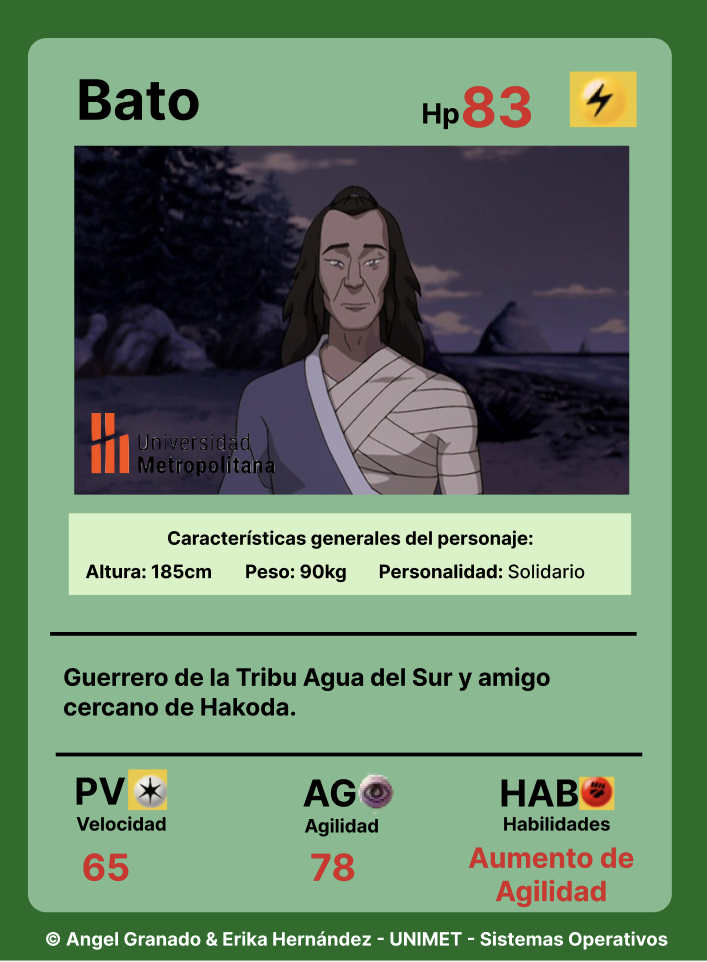 Bato
Hp83
Universidad
Metropolitana
Características generales del personaje:
Altura: 185cm Peso: 90kg Personalidad: Solidario
Guerrero de la Tribu Agua del Sur y amigo
cercano de Hakoda.
PV AG HAB
Velocidad Agilidad Habilidades
65 78 Aumento de
Agilidad
© Angel Granado & Erika Hernández - UNIMET - Sistemas Operativos